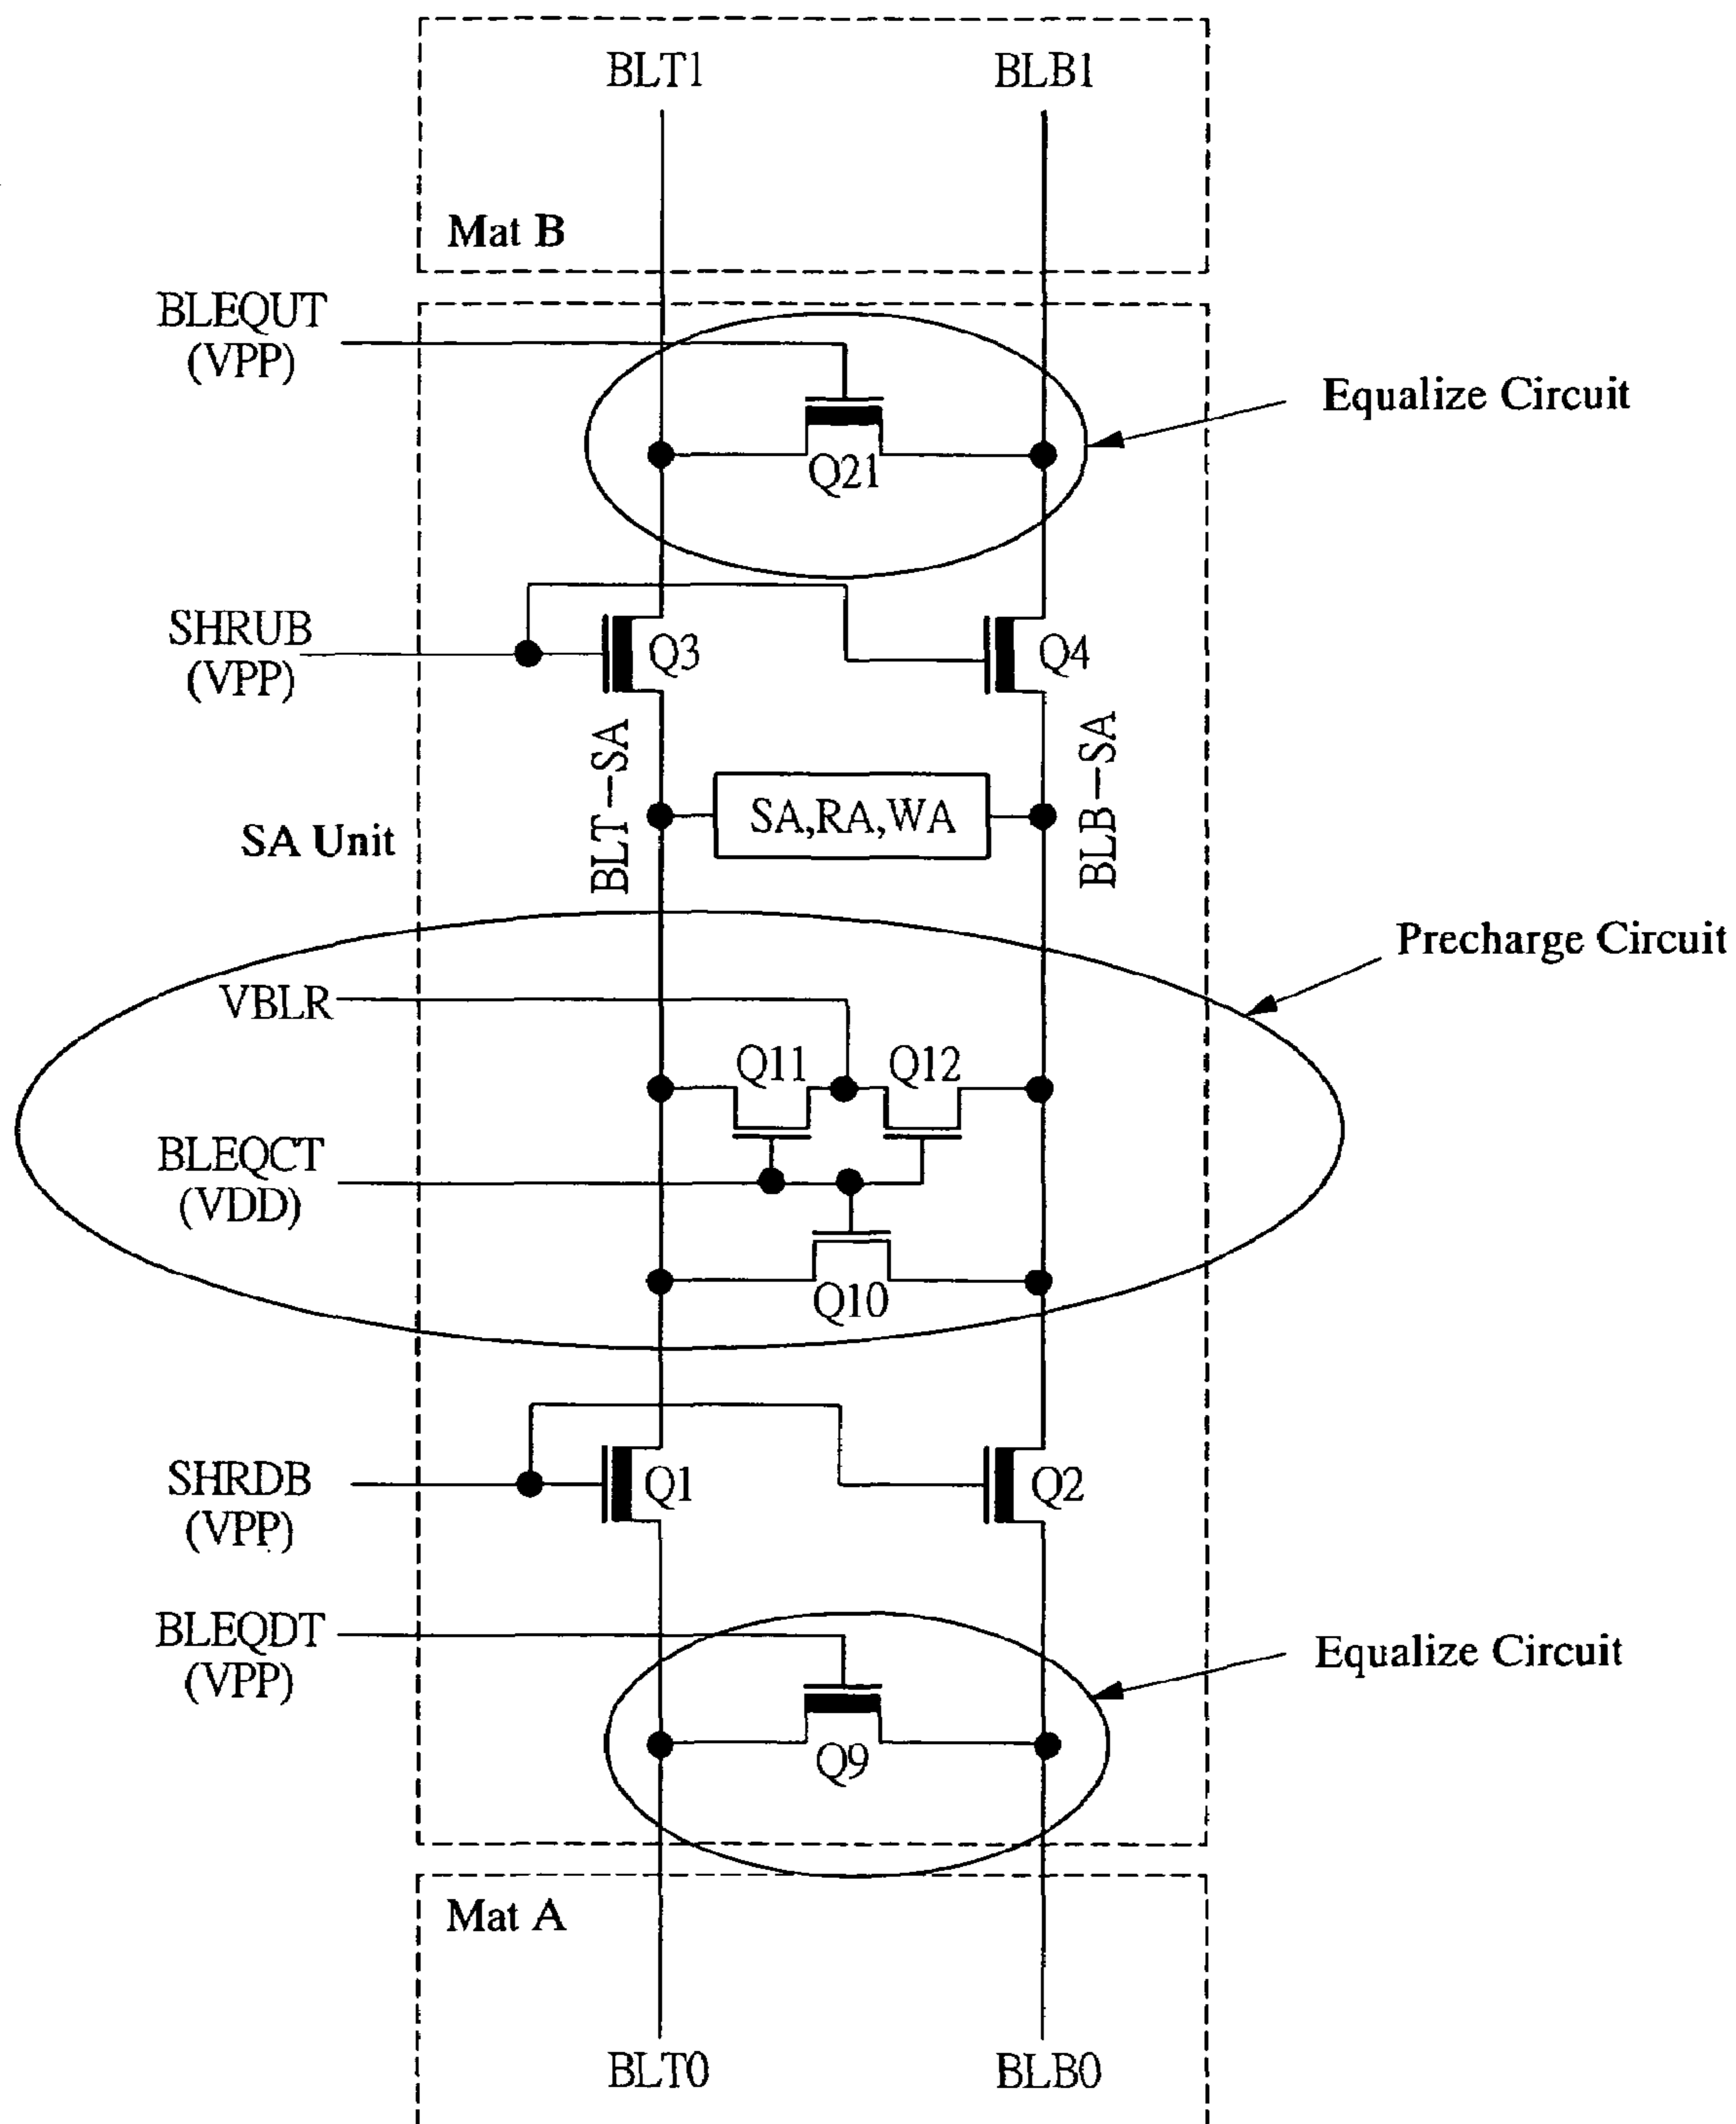 BLT1 BLB1
Mat B
BLEQUT
(VPP)
Equalize Circuit
Q21
SHRUB
(VPP)
Q3 Q4
BLT-SA
BLB-SA
SA,RA,WA
SA Unit
Precharge Circuit
VBLR
Q11 Q12
BLEQCT
(VDD)
Q10
SHRDB
(VPP)
Q1 Q2
BLEQDT
(VPP)
Equalize Circuit
Q9
Mat A
BLT0 BLB0